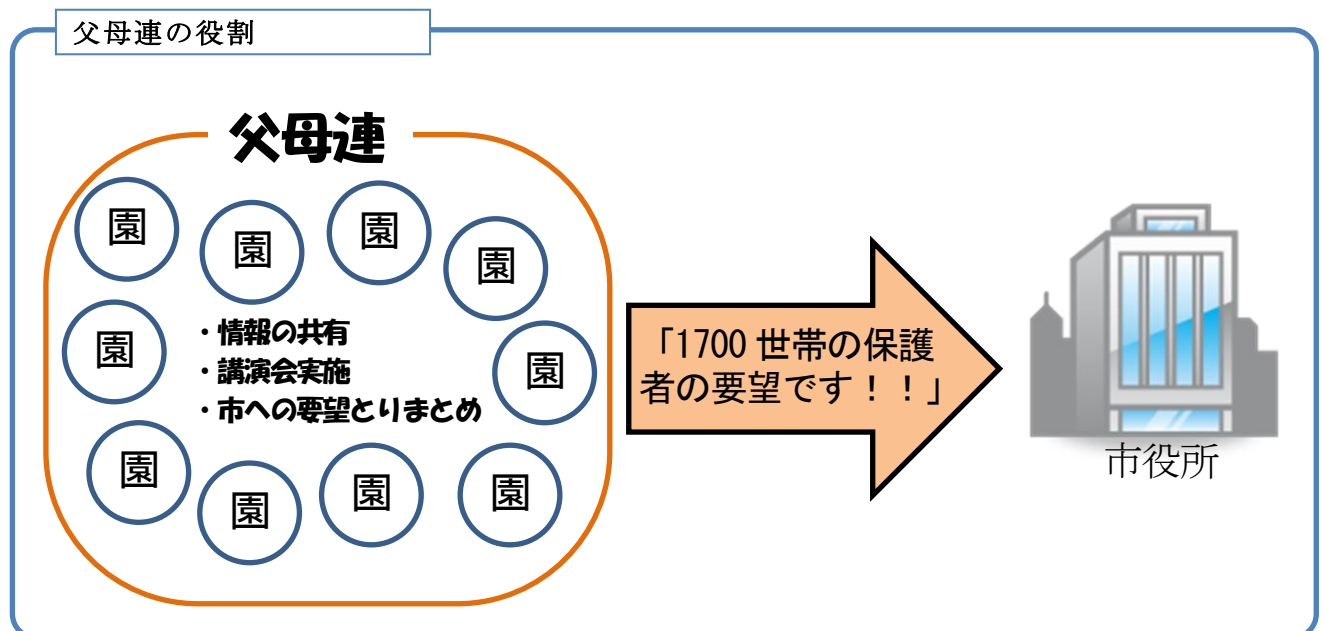 父母連の役割
父母連
園
園
園
園
園
園
・情報の共有
・講演会実施
・市への要望とりまとめ
園
園
園
園
「1700 世帯の保護
者の要望です！！」
市役所